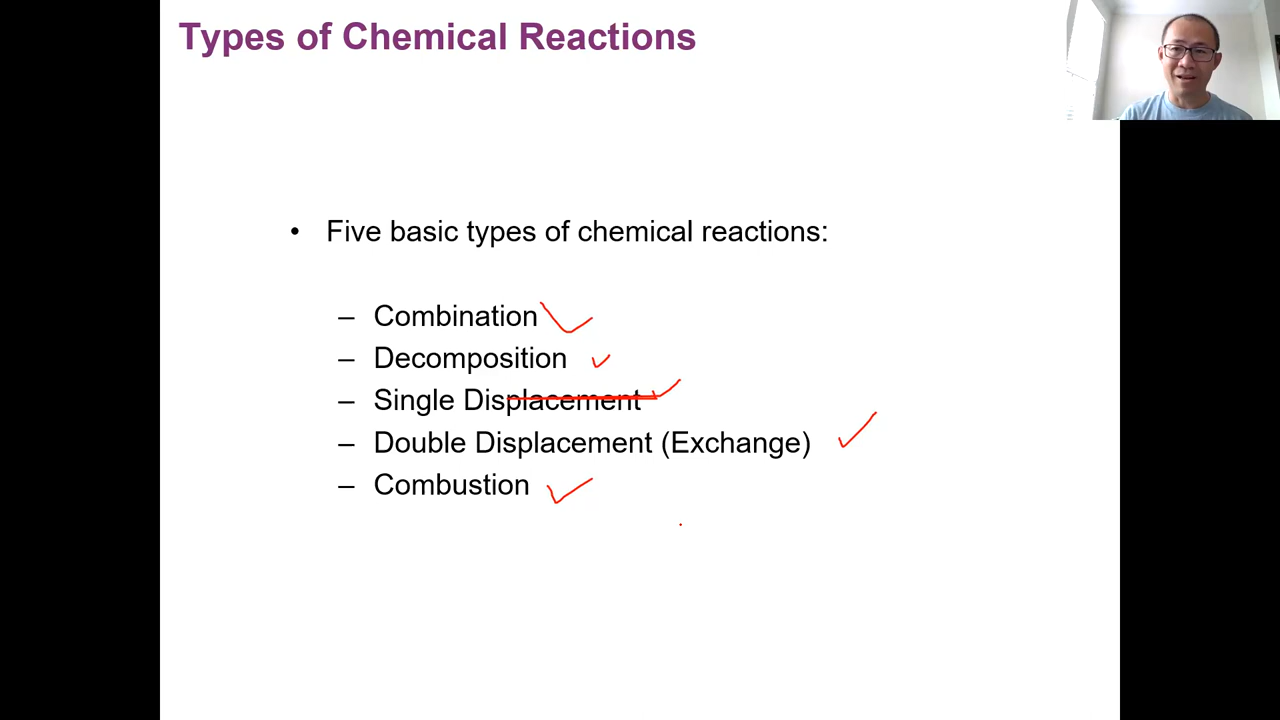 Types of Chemical Reactions
• Five basic types of chemical reactions:
– Combination
– Decomposition
– Single Displacement
– Double Displacement (Exchange)
– Combustion